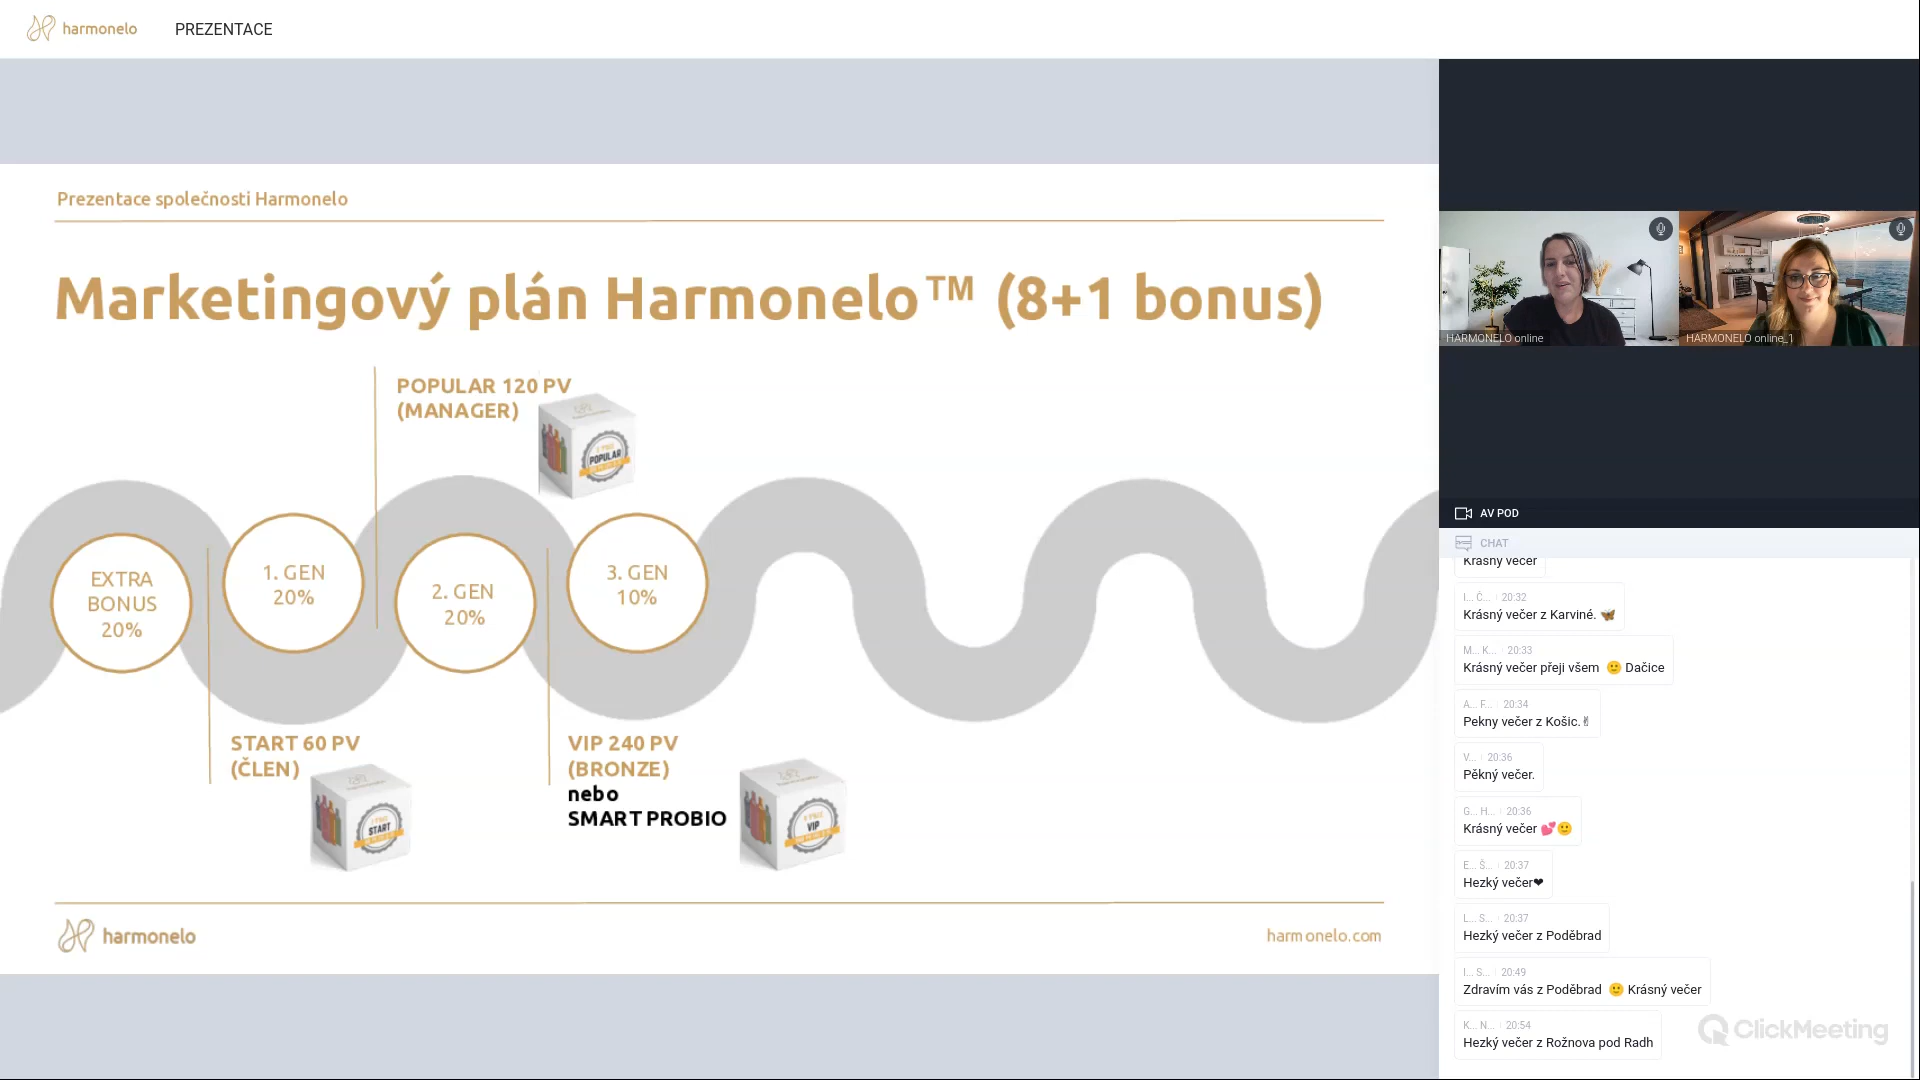 harmonelo
PREZENTACE
Prezentace společnosti Harmonelo
Marketingový plán Harmonelo™ (8+1 bonus)
POPULAR 120 PV
(MANAGER)
POPULAR
EXTRA
BONUS
20%
1. GEN
20%
2. GEN
20%
3. GEN
10%
START 60 PV
(ČLEN)
START
VIP 240 PV
(BRONZE)
nebo
SMART PROBIO
VIP
harmonelo
harmonelo.com
HARMONELO online
HARMONELO online_1
AV POD
CHAT
Krásný večer
I... Č... 20:32
Krásný večer z Karviné. 🦋
M... K... 20:33
Krásný večer přeji všem 🙂 Dačice
A... F... 20:34
Pekny večer z Košic.✌
V... 20:36
Pěkný večer.
G... H... 20:36
Krásný večer 💕🙂
E... Š... 20:37
Hezký večer❤
L... S... 20:37
Hezký večer z Poděbrad
I... S... 20:49
Zdravím vás z Poděbrad 🙂 Krásný večer
K... N... 20:54
Hezký večer z Rožnova pod Radh
ClickMeeting